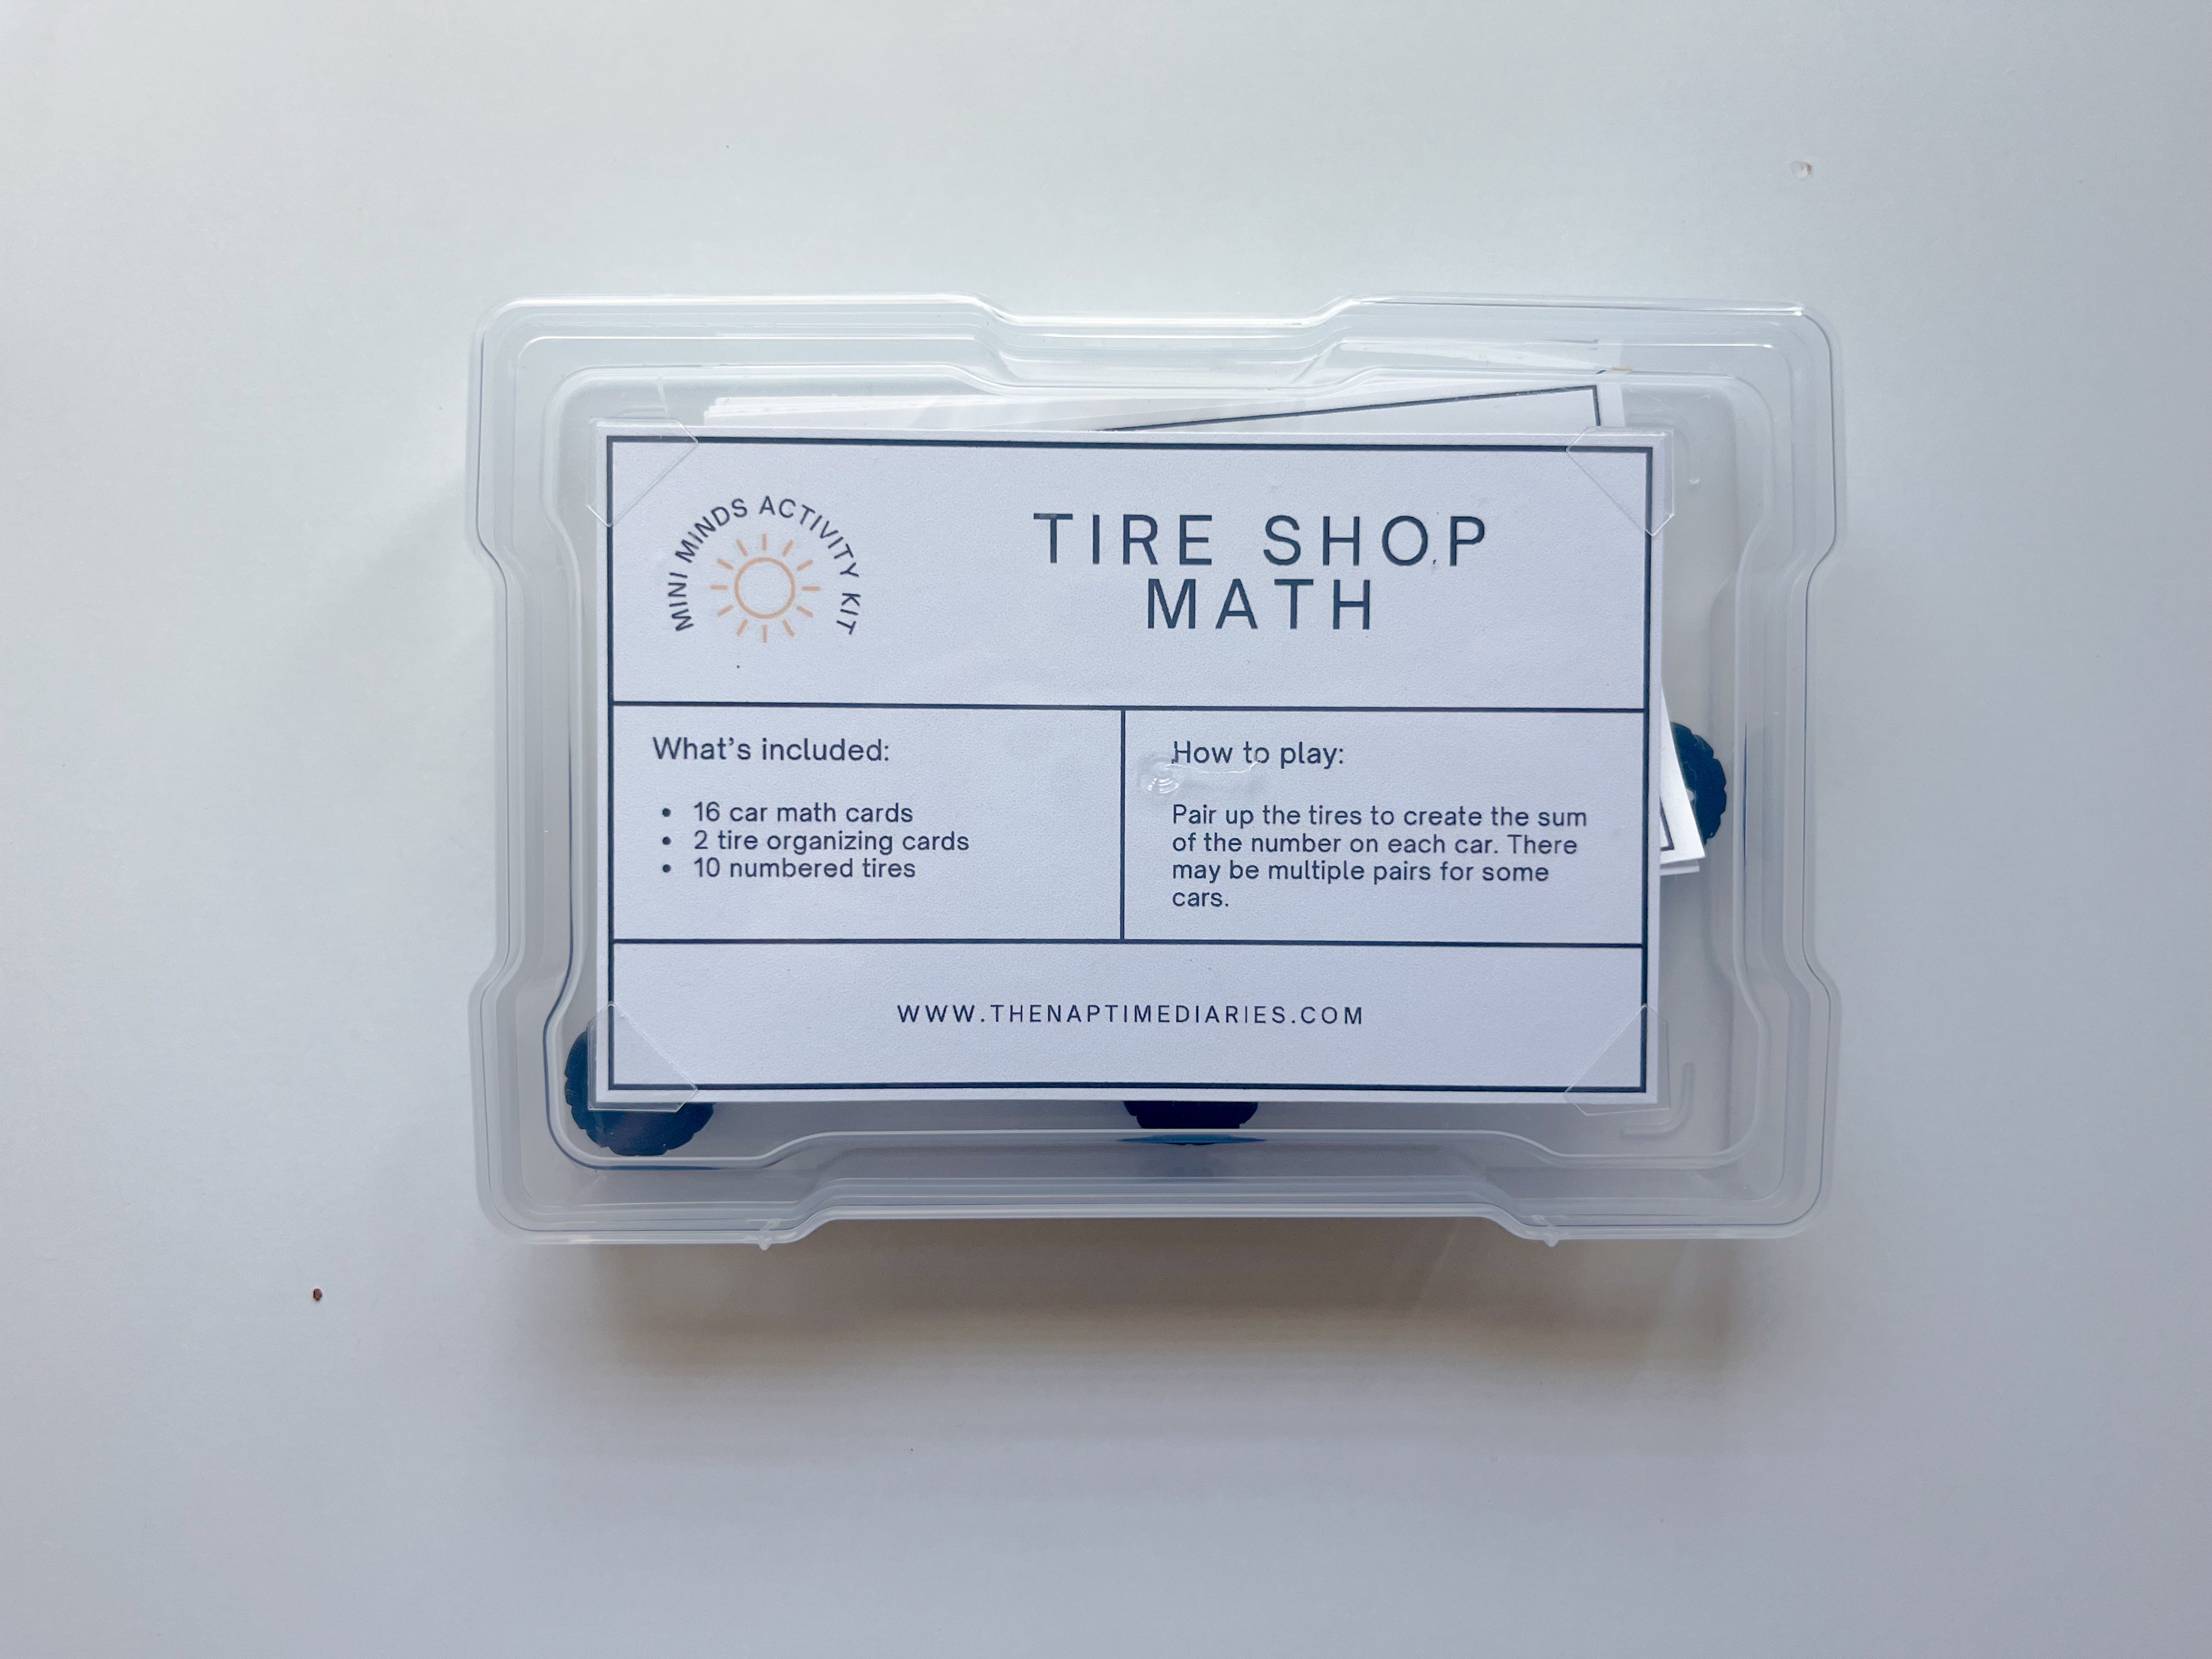 MINI MINDS ACTIVITY KIT
TIRE SHOP
MATH
What's included:
• 16 car math cards
• 2 tire organizing cards
• 10 numbered tires
How to play:
Pair up the tires to create the sum
of the number on each car. There
may be multiple pairs for some
cars.
WWW.THENAPTIMEDIARIES.COM